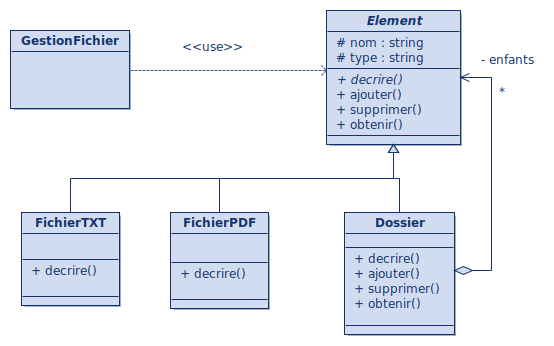 GestionFichier
<<use>>
Element
# nom : string
# type : string
+ decrire()
+ ajouter()
+ supprimer()
+ obtenir()
- enfants
*
FichierTXT
+ decrire()
FichierPDF
+ decrire()
Dossier
+ decrire()
+ ajouter()
+ supprimer()
+ obtenir()